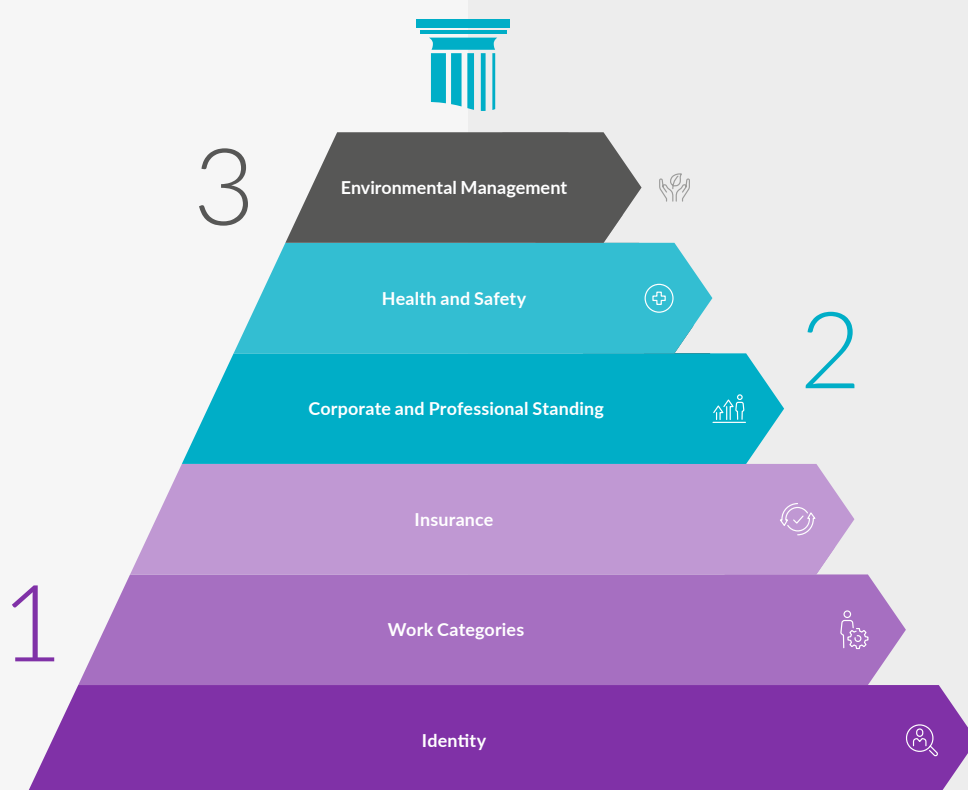 3
Environmental Management
Health and Safety
2
Corporate and Professional Standing
Insurance
1
Work Categories
Identity